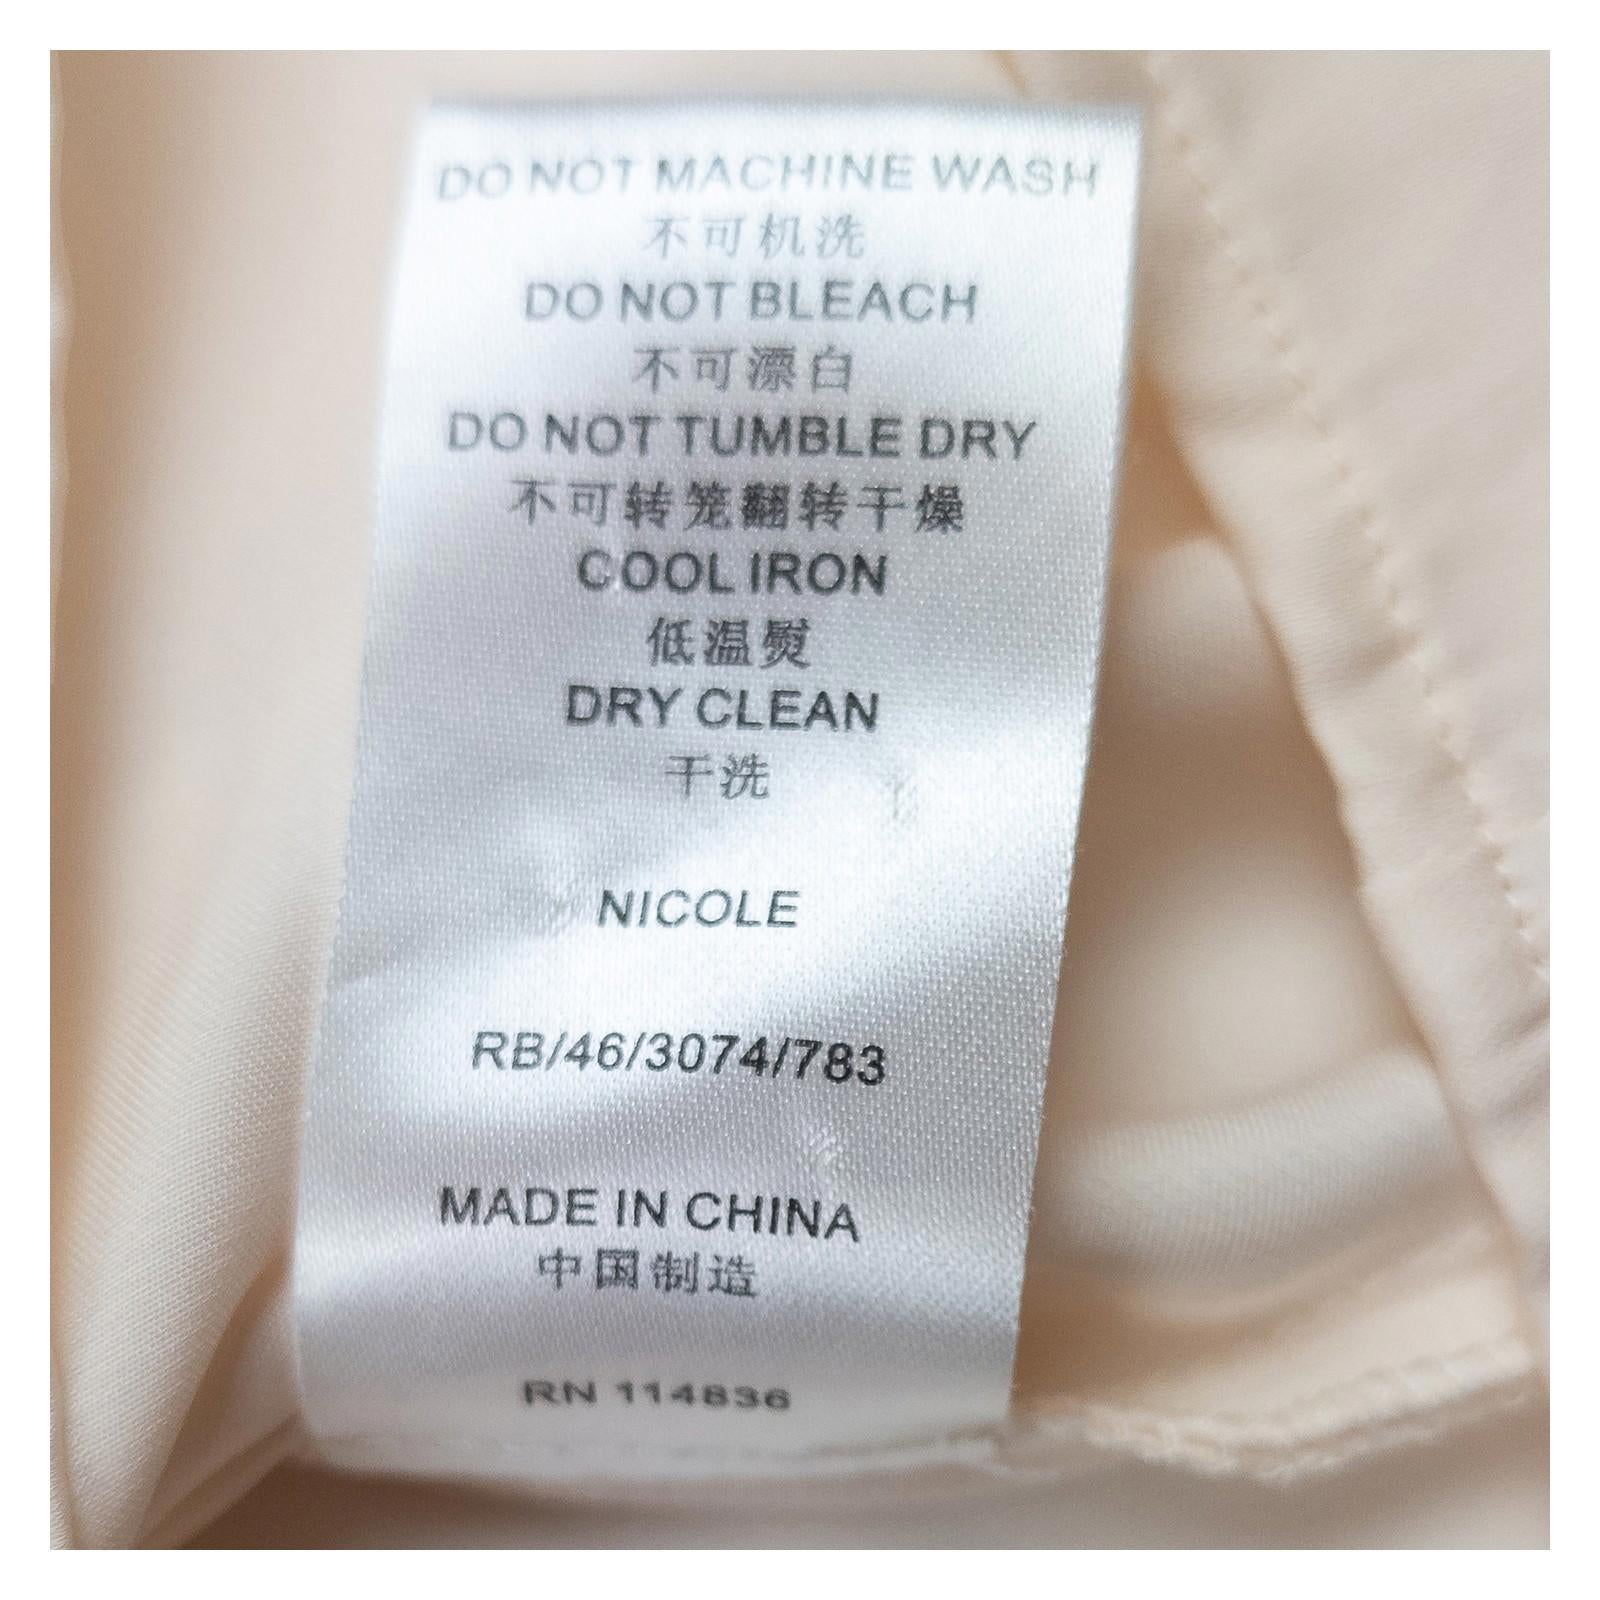 DO NOT MACHINE WASH
不可机洗
DO NOT BLEACH
不可漂白
DO NOT TUMBLE DRY
不可转笼翻转干燥
COOL IRON
低温熨
DRY CLEAN
干洗
NICOLE
RB/46/3074/783
MADE IN CHINA
中国制造
RN 114836